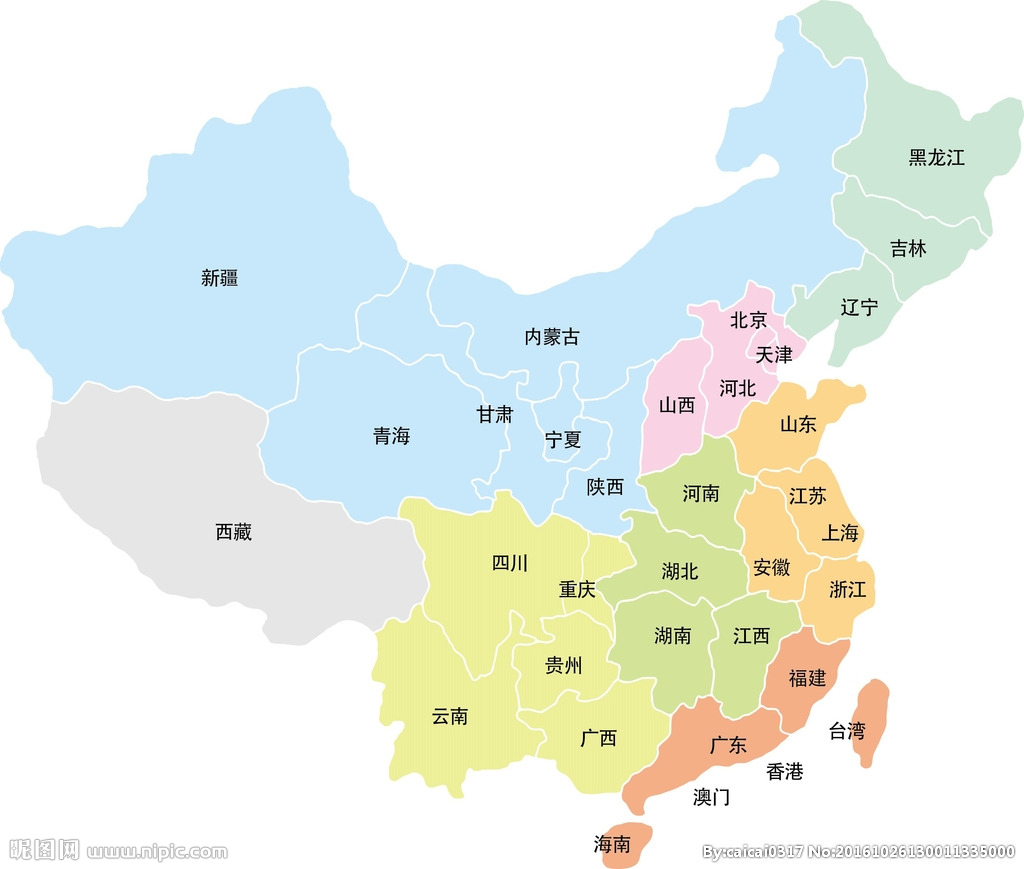 黑龙江
吉林
新疆
辽宁
北京
内蒙古
天津
河北
山西
甘肃
山东
青海
宁夏
陕西
河南
江苏
西藏
上海
四川
湖北
安徽
重庆
浙江
湖南
江西
贵州
福建
云南
台湾
广西
广东
香港
澳门
海南
昵图网 www.nipic.com
By:caicai0317 No:20161026130011335000